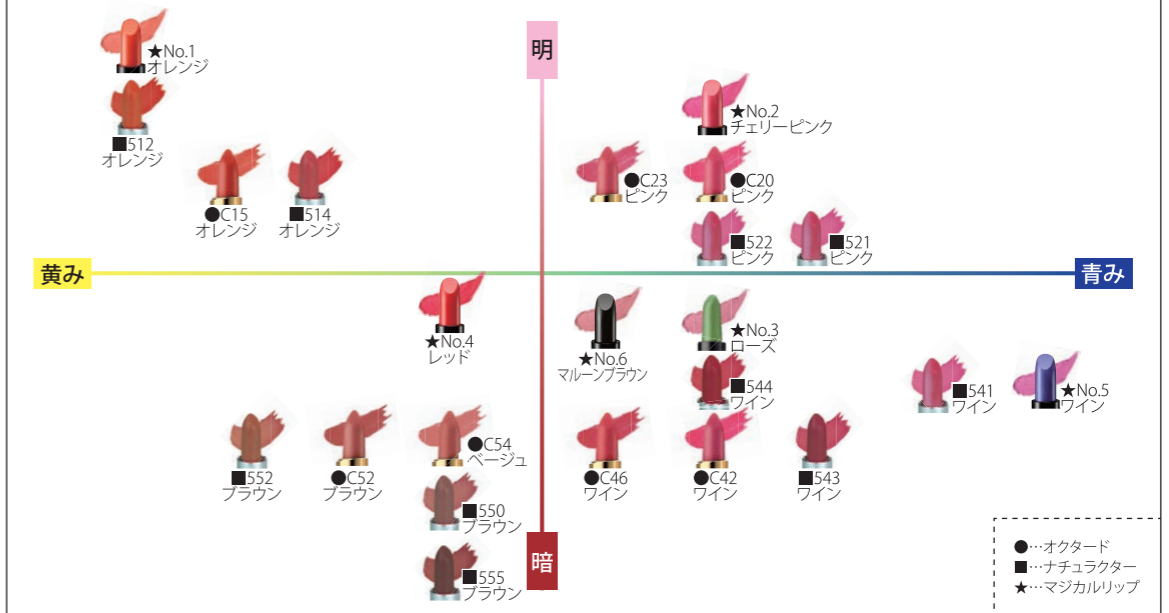 明
★No.1
オレンジ
■512
オレンジ
●C15
オレンジ
■514
オレンジ
★No.2
チェリーピンク
●C23
ピンク
●C20
ピンク
■522
ピンク
■521
ピンク
黄み
青み
★No.4
レッド
★No.6
マルーンブラウン
★No.3
ローズ
■544
ワイン
■541
ワイン
★No.5
ワイン
■552
ブラウン
●C52
ブラウン
●C54
ベージュ
■550
ブラウン
■555
ブラウン
●C46
ワイン
●C42
ワイン
■543
ワイン
暗
●…オクタード
■…ナチュラクター
★…マジカルリップ